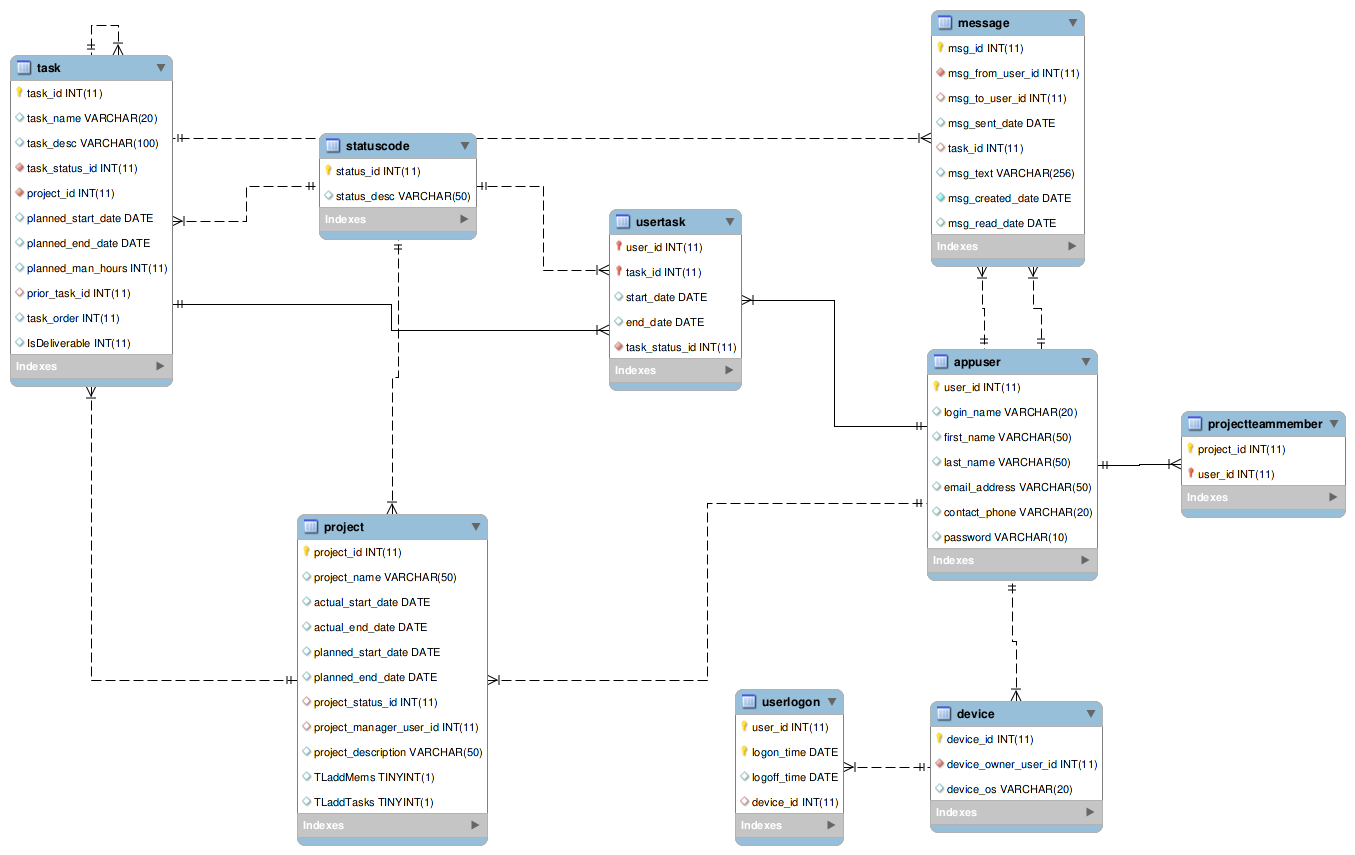 task
task_id INT(11)
task_name VARCHAR(20)
task_desc VARCHAR(100)
task_status_id INT(11)
project_id INT(11)
planned_start_date DATE
planned_end_date DATE
planned_man_hours INT(11)
prior_task_id INT(11)
task_order INT(11)
IsDeliverable INT(11)
Indexes
statuscode
status_id INT(11)
status_desc VARCHAR(50)
Indexes
usertask
user_id INT(11)
task_id INT(11)
start_date DATE
end_date DATE
task_status_id INT(11)
Indexes
message
msg_id INT(11)
msg_from_user_id INT(11)
msg_to_user_id INT(11)
msg_sent_date DATE
task_id INT(11)
msg_text VARCHAR(256)
msg_created_date DATE
msg_read_date DATE
Indexes
appuser
user_id INT(11)
login_name VARCHAR(20)
first_name VARCHAR(50)
last_name VARCHAR(50)
email_address VARCHAR(50)
contact_phone VARCHAR(20)
password VARCHAR(10)
Indexes
projectteammember
project_id INT(11)
user_id INT(11)
Indexes
project
project_id INT(11)
project_name VARCHAR(50)
actual_start_date DATE
actual_end_date DATE
planned_start_date DATE
planned_end_date DATE
project_status_id INT(11)
project_manager_user_id INT(11)
project_description VARCHAR(50)
TLaddMems TINYINT(1)
TLaddTasks TINYINT(1)
Indexes
userlogon
user_id INT(11)
logon_time DATE
logoff_time DATE
device_id INT(11)
Indexes
device
device_id INT(11)
device_owner_user_id INT(11)
device_os VARCHAR(20)
Indexes